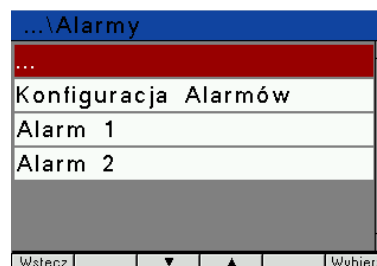 ...\Alarmy
...
Konfiguracja Alarmów
Alarm 1
Alarm 2
Wstecz ▼ ▲ Wybier